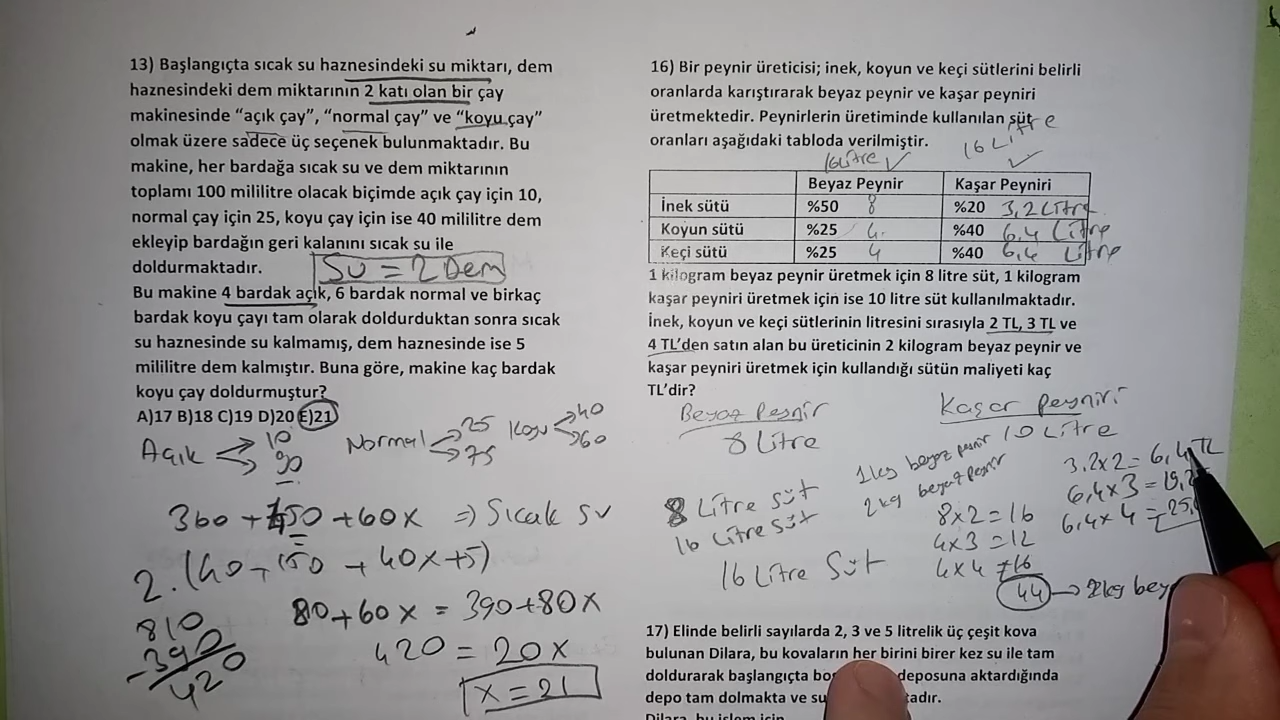 13) Başlangıçta sıcak su haznesindeki su miktarı, dem
haznesindeki dem miktarının 2 katı olan bir çay
makinesinde “açık çay”, “normal çay” ve “koyu çay”
olmak üzere sadece üç seçenek bulunmaktadır. Bu
makine, her bardağa sıcak su ve dem miktarının
toplamı 100 mililitre olacak biçimde açık çay için 10,
normal çay için 25, koyu çay için ise 40 mililitre dem
ekleyip bardağın geri kalanını sıcak su ile
doldurmaktadır.
Su = 2 Dem
Bu makine 4 bardak açık, 6 bardak normal ve birkaç
bardak koyu çayı tam olarak doldurduktan sonra sıcak
su haznesinde su kalmamış, dem haznesinde ise 5
mililitre dem kalmıştır. Buna göre, makine kaç bardak
koyu çay doldurmuştur?
A)17 B)18 C)19 D)20 E)21
Açık 10 90
Normal 25 75
Koyu 40 60
360 + 450 + 60x => Sıcak su
2. (40 + 150 + 40x+5)
810
-390
420
80+60x = 390+80x
420 = 20x
x = 21
16) Bir peynir üreticisi; inek, koyun ve keçi sütlerini belirli
oranlarda karıştırarak beyaz peynir ve kaşar peyniri
üretmektedir. Peynirlerin üretiminde kullanılan süt
oranları aşağıdaki tabloda verilmiştir.
16Litre 16 Litre
Beyaz Peynir Kaşar Peyniri
İnek sütü %50 8 %20 3,2 Litre
Koyun sütü %25 4 %40 6,4 Litre
Keçi sütü %25 4 %40 6,4 Litre
1 kilogram beyaz peynir üretmek için 8 litre süt, 1 kilogram
kaşar peyniri üretmek için ise 10 litre süt kullanılmaktadır.
İnek, koyun ve keçi sütlerinin litresini sırasıyla 2 TL, 3 TL ve
4 TL’den satın alan bu üreticinin 2 kilogram beyaz peynir ve
kaşar peyniri üretmek için kullandığı sütün maliyeti kaç
TL’dir?
Beyaz Peynir
8 Litre
Kaşar Peyniri
10 Litre
8 Litre süt 1kg beyaz peynir
16 Litre Süt 2kg beyaz peynir
16 Litre Süt
8x2 = 16
4x3 = 12
4x4 = 16
44 → 2kg bey
3,2x2 = 6,4 TL
6,4x3 = 19,2
6,4x4 = 25,
17) Elinde belirli sayılarda 2, 3 ve 5 litrelik üç çeşit kova
bulunan Dilara, bu kovaların her birini birer kez su ile tam
doldurarak başlangıçta deposuna aktardığında
depo tam dolmakta ve
Dilara, bu işlem için